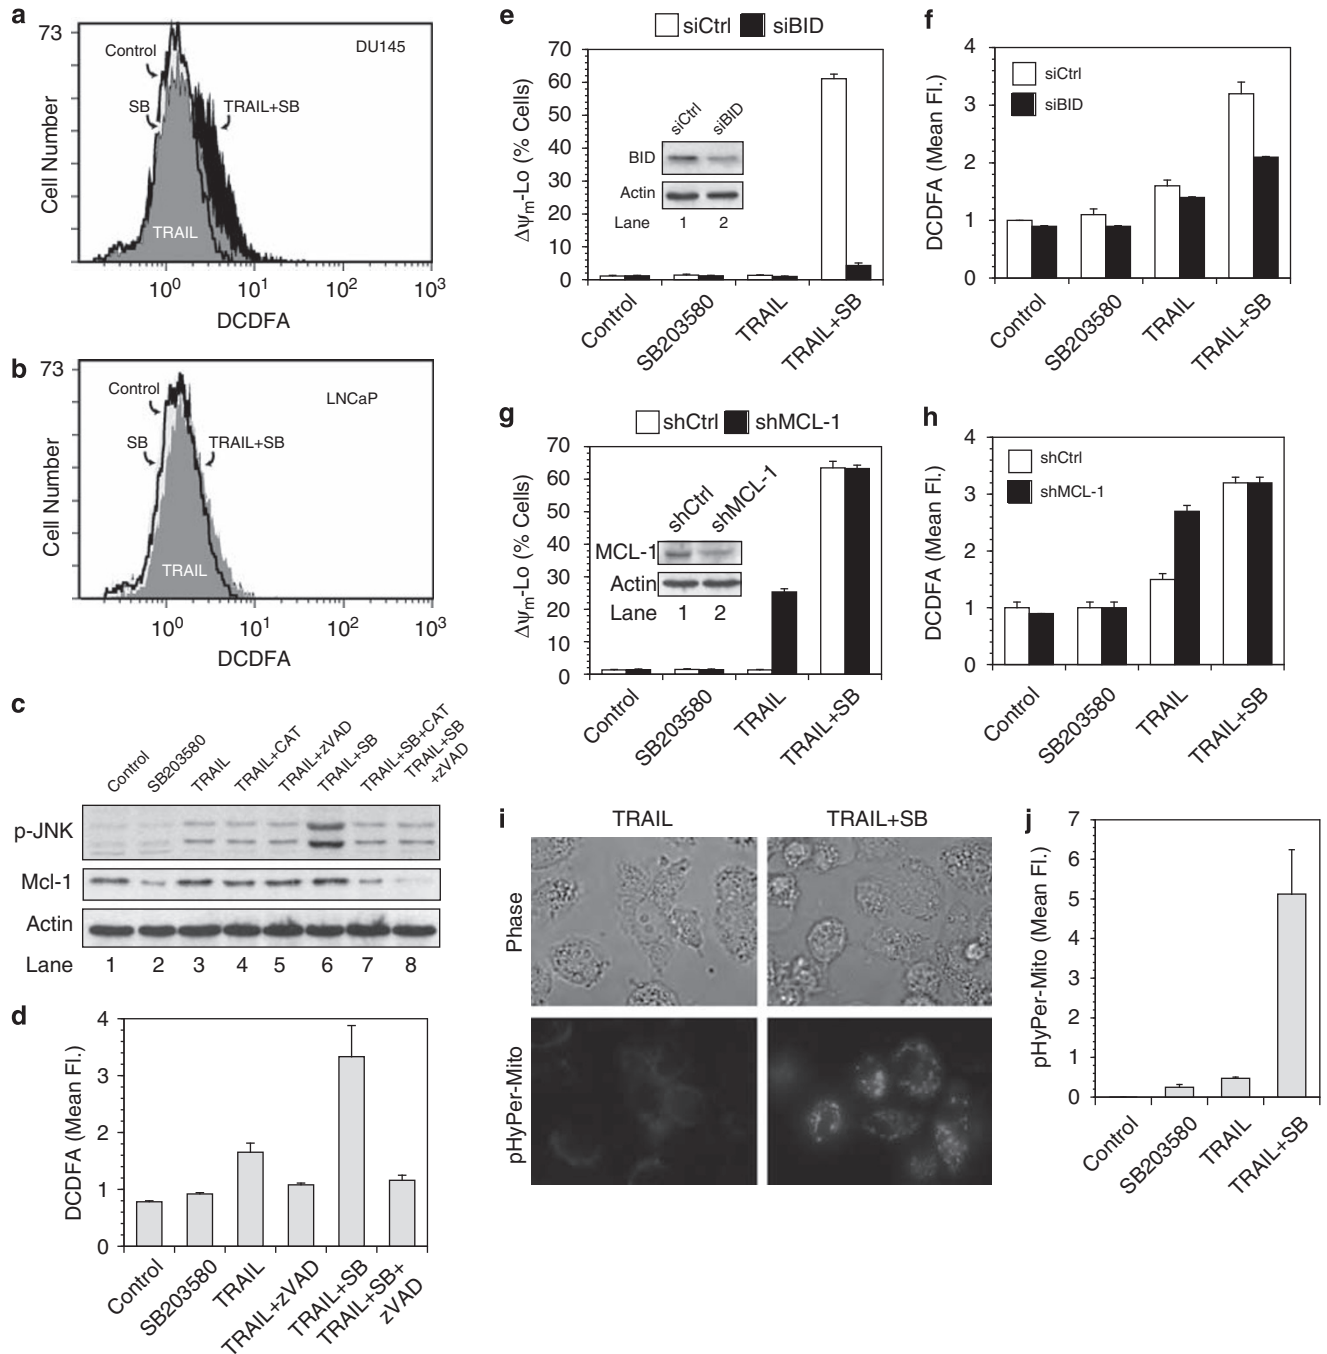 a
73
Control
SB
DU145
TRAIL+SB
TRAIL
Cell Number
10^0 10^1 10^2 10^3
DCDFA
b
73
Control
SB
LNCaP
TRAIL+SB
TRAIL
Cell Number
10^0 10^1 10^2 10^3
DCDFA
c
Control
SB203580
TRAIL
TRAIL+CAT
TRAIL+zVAD
TRAIL+SB
TRAIL+SB+CAT
TRAIL+SB
+zVAD
p-JNK
Mcl-1
Actin
Lane 1 2 3 4 5 6 7 8
d
DCDFA (Mean Fl.)
4
3
2
1
0
Control
SB203580
TRAIL
TRAIL+zVAD
TRAIL+SB
TRAIL+SB+
zVAD
e
siCtrl siBID
ΔΨm-Lo (% Cells)
70
60
50
40
30
20
10
0
siCtrl
siBID
BID
Actin
Lane 1 2
Control
SB203580
TRAIL
TRAIL+SB
f
DCDFA (Mean Fl.)
4
3
2
1
0
siCtrl
siBID
Control
SB203580
TRAIL
TRAIL+SB
g
shCtrl shMCL-1
ΔΨm-Lo (% Cells)
70
60
50
40
30
20
10
0
shCtrl
shMCL-1
MCL-1
Actin
Lane 1 2
Control
SB203580
TRAIL
TRAIL+SB
h
DCDFA (Mean Fl.)
4
3
2
1
0
shCtrl
shMCL-1
Control
SB203580
TRAIL
TRAIL+SB
i
TRAIL TRAIL+SB
Phase
pHyPer-Mito
j
pHyPer-Mito (Mean Fl.)
7
6
5
4
3
2
1
0
Control
SB203580
TRAIL
TRAIL+SB